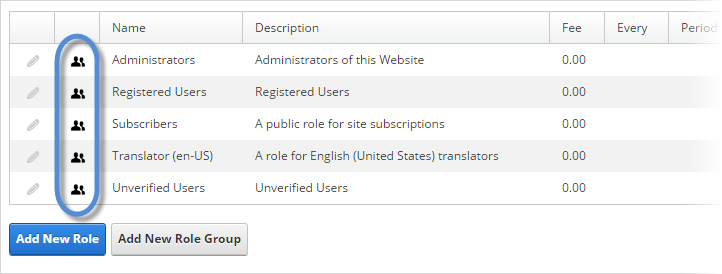 Name Description Fee Every Period
Administrators Administrators of this Website 0.00
Registered Users Registered Users 0.00
Subscribers A public role for site subscriptions 0.00
Translator (en-US) A role for English (United States) translators 0.00
Unverified Users Unverified Users 0.00
Add New Role Add New Role Group